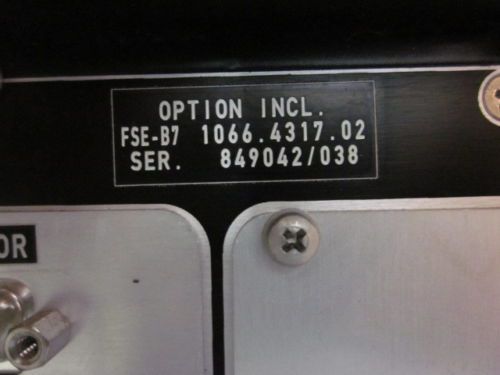 OPTION INCL.
FSE-B7 1066.4317.02
SER. 849042/038
OR